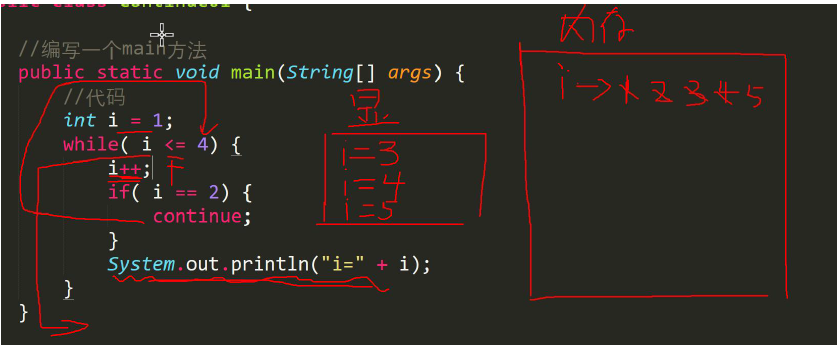 //编写一个main方法
public static void main(String[] args) {
//代码
int i = 1;
while( i <= 4) {
i++;
if( i == 2) {
continue;
}
System.out.println("i=" + i);
}
}
显
i=3
i=4
i=5
内存
i→1 2 3 4 5